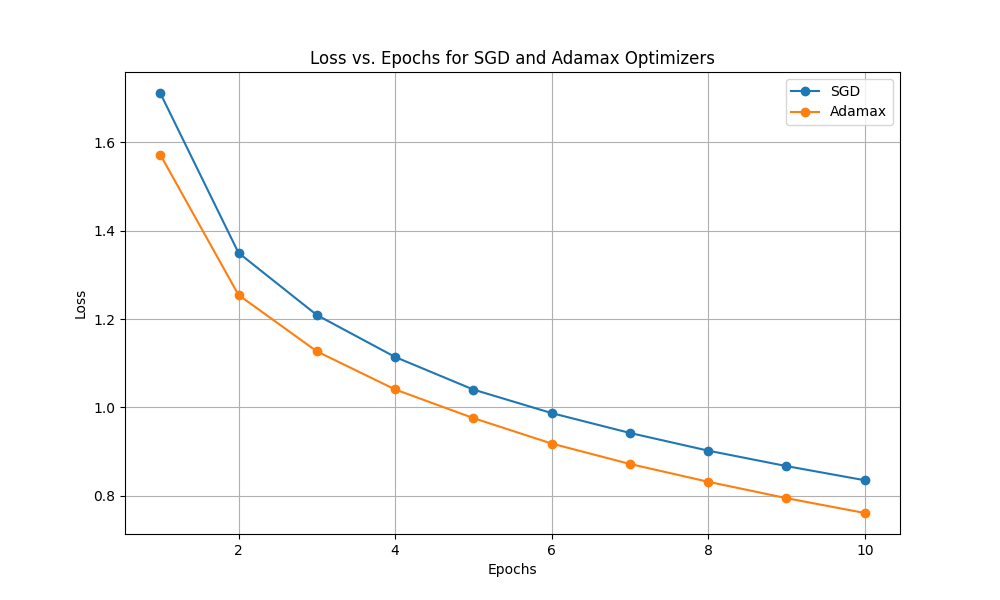 Loss vs. Epochs for SGD and Adamax Optimizers
SGD
Adamax
1.6
1.4
1.2
1.0
0.8
Loss
2 4 6 8 10
Epochs